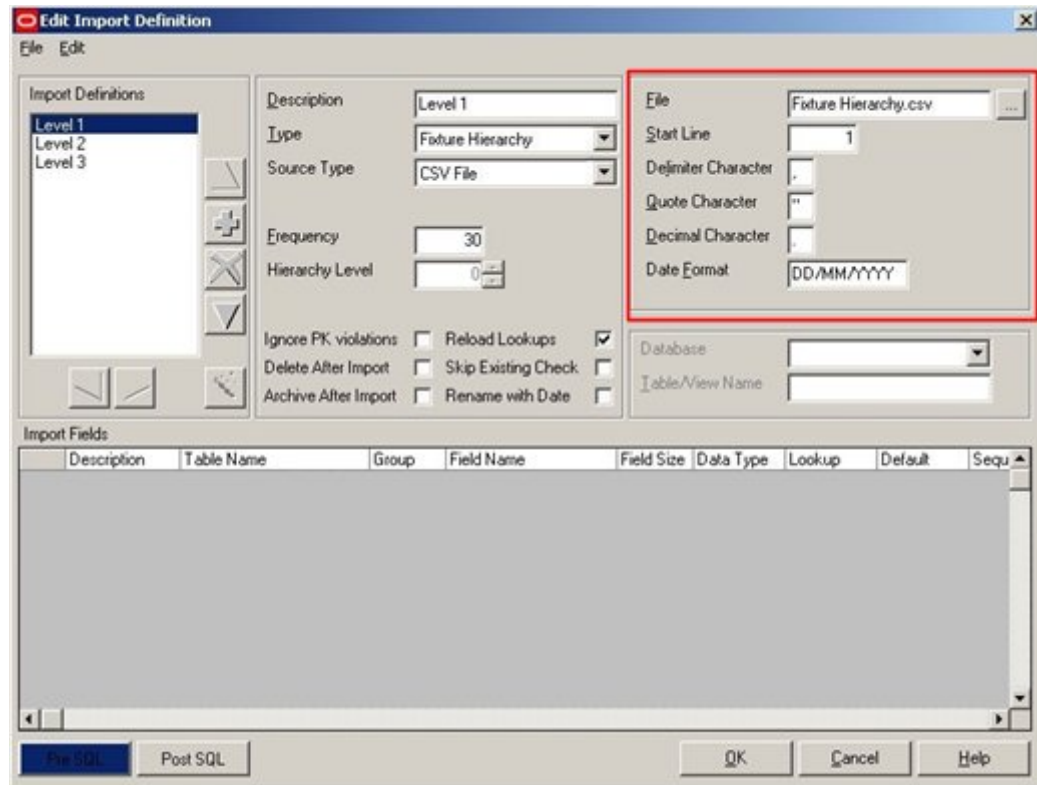 Edit Import Definition
File Edit
Import Definitions
Level 1
Level 2
Level 3
Description Level 1
Type Fixture Hierarchy
Source Type CSV File
Frequency 30
Hierarchy Level 0
Ignore PK violations Reload Lookups
Delete After Import Skip Existing Check
Archive After Import Rename with Date
File Fixture Hierarchy.csv ...
Start Line 1
Delimiter Character ,
Quote Character "
Decimal Character .
Date Format DD/MM/YYYY
Database
Table/View Name
Import Fields
Description Table Name Group Field Name Field Size Data Type Lookup Default Sequ
Pre SQL Post SQL OK Cancel Help